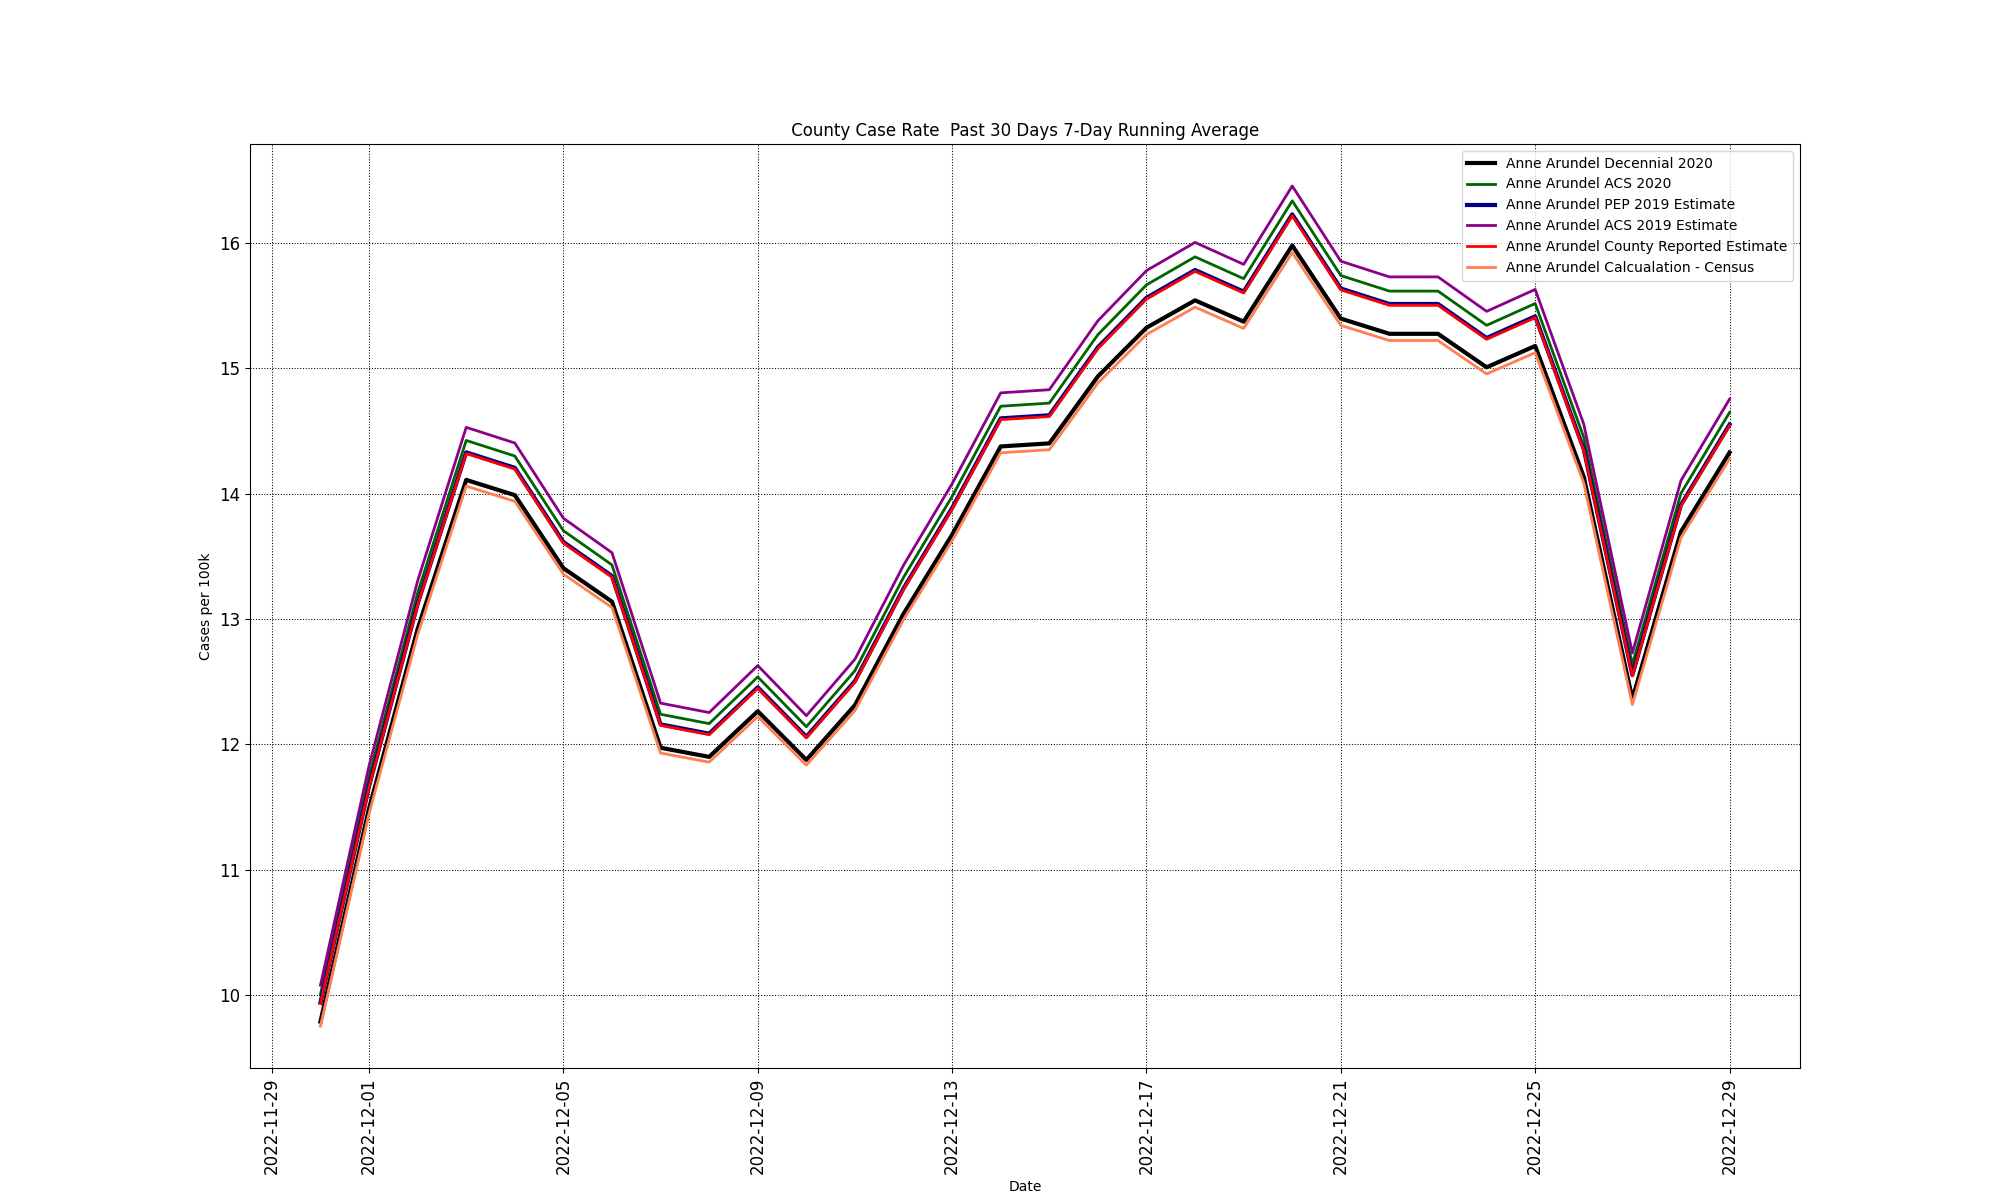 County Case Rate  Past 30 Days 7-Day Running Average
Anne Arundel Decennial 2020
Anne Arundel ACS 2020
Anne Arundel PEP 2019 Estimate
Anne Arundel ACS 2019 Estimate
Anne Arundel County Reported Estimate
Anne Arundel Calcualation - Census
16
15
14
13
12
11
10
Cases per 100k
2022-11-29
2022-12-01
2022-12-05
2022-12-09
2022-12-13
2022-12-17
2022-12-21
2022-12-25
2022-12-29
Date